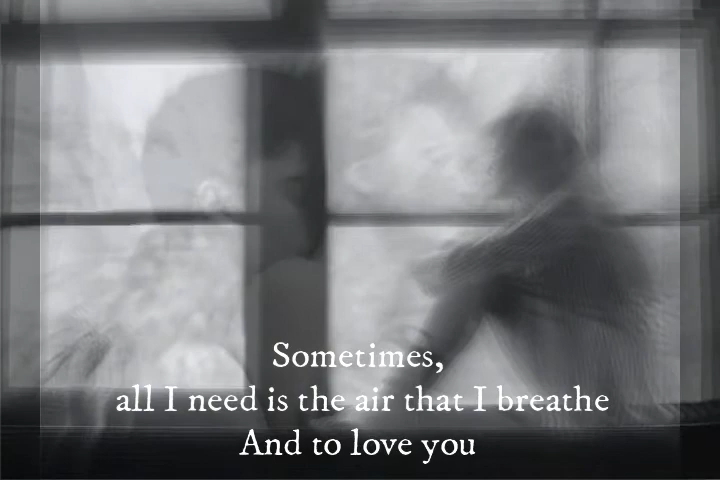 Sometimes,
all I need is the air that I breathe
And to love you